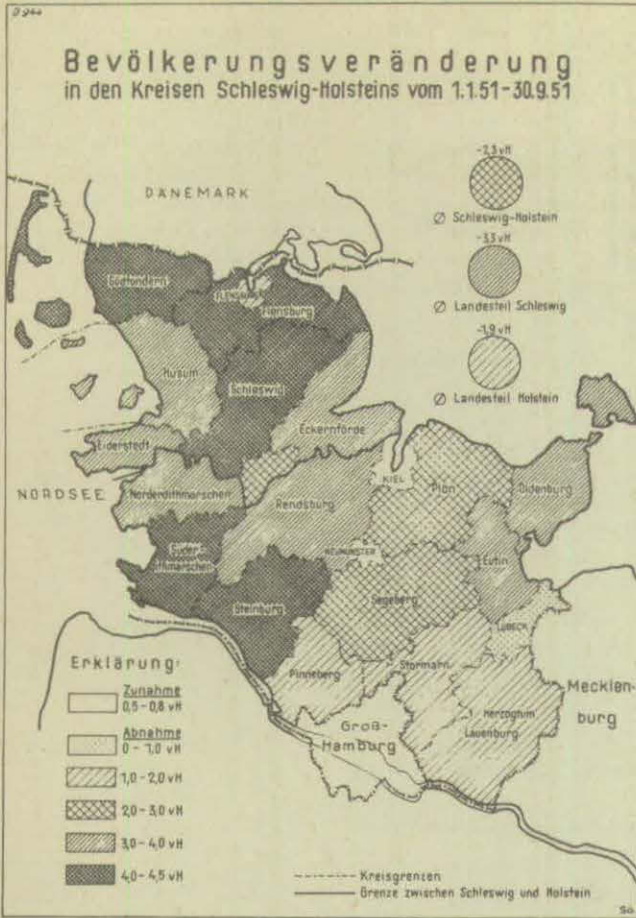 Bevölkerungsveränderung
in den Kreisen Schleswig-Holsteins vom 1.1.51-30.9.51
-2,3 vH
Ø Schleswig-Holstein
-3,3 vH
Ø Landesteil Schleswig
-1,9 vH
Ø Landesteil Holstein
DÄNEMARK
Südtondern
FLENSBURG
Flensburg
Husum
Schleswig
Eckernförde
Eiderstedt
NORDSEE
Norderdithmarschen
Rendsburg
KIEL
Plön
Oldenburg
Süder-
dithmarschen
NEUMÜNSTER
Eutin
Steinburg
Segeberg
LÜBECK
Pinneberg
Stormarn
Mecklen-
burg
Groß-
Hamburg
Herzogtum
Lauenburg
Erklärung:
Zunahme
0,5-0,8 vH
Abnahme
0-1,0 vH
1,0-2,0 vH
2,0-3,0 vH
3,0-4,0 vH
4,0-4,5 vH
Kreisgrenzen
Grenze zwischen Schleswig und Holstein